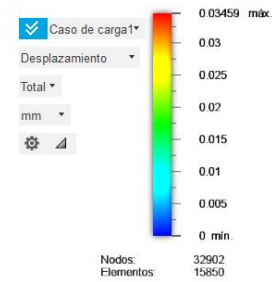 Caso de carga1
Desplazamiento
Total
mm
0.03459 máx.
0.03
0.025
0.02
0.015
0.01
0.005
0 mín.
Nodos: 32902
Elementos: 15850